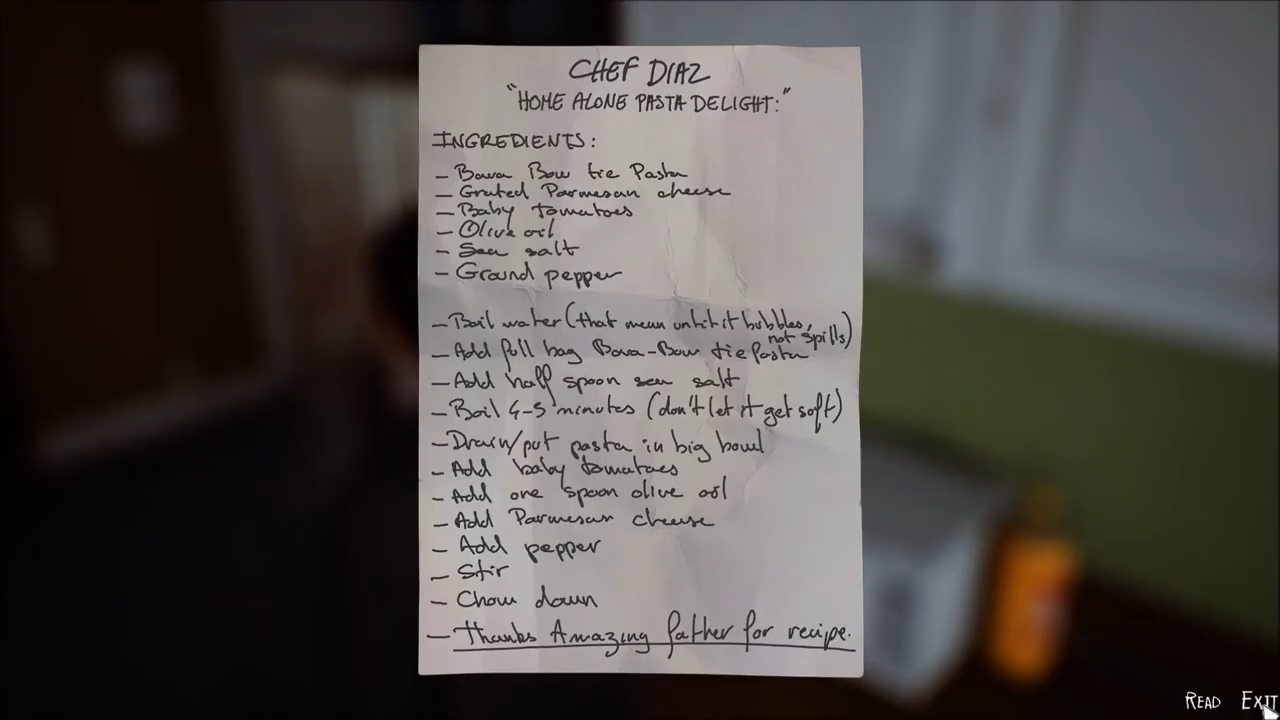 CHEF DIAZ
"HOME ALONE PASTA DELIGHT:"
INGREDIENTS:
- Bava Bow tie Pasta
- Grated Parmesan cheese
- Baby tomatoes
- Olive oil
- Sea salt
- Ground pepper
- Boil water (that mean until it bubbles, not spills)
- Add full bag Bava-Bow tie Pasta
- Add half spoon sea salt
- Boil 4-5 minutes (don't let it get soft)
- Drain/put pasta in big bowl
- Add baby tomatoes
- Add one spoon olive oil
- Add Parmesan cheese
- Add pepper
- Stir
- Chow down
- Thanks Amazing father for recipe.
READ EXIT